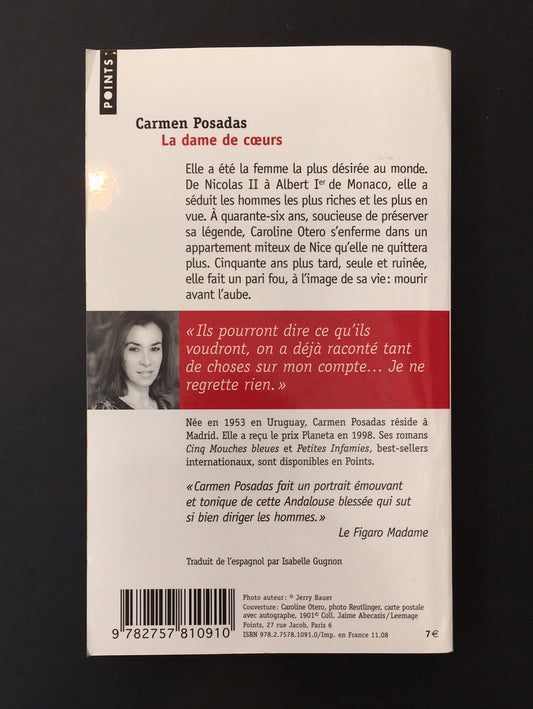 POINTS
Carmen Posadas
La dame de cœurs
Elle a été la femme la plus désirée au monde.
De Nicolas II à Albert Ier de Monaco, elle a
séduit les hommes les plus riches et les plus en
vue. À quarante-six ans, soucieuse de préserver
sa légende, Caroline Otero s'enferme dans un
appartement miteux de Nice qu'elle ne quittera
plus. Cinquante ans plus tard, seule et ruinée,
elle fait un pari fou, à l'image de sa vie : mourir
avant l'aube.
« Ils pourront dire ce qu'ils
voudront, on a déjà raconté tant
de choses sur mon compte… Je ne
regrette rien. »
Née en 1953 en Uruguay, Carmen Posadas réside à
Madrid. Elle a reçu le prix Planeta en 1998. Ses romans
Cinq Mouches bleues et Petites Infamies, best-sellers
internationaux, sont disponibles en Points.
« Carmen Posadas fait un portrait émouvant
et tonique de cette Andalouse blessée qui sut
si bien diriger les hommes. »
Le Figaro Madame
Traduit de l'espagnol par Isabelle Gugnon
Photo auteur : © Jerry Bauer
Couverture : Caroline Otero, photo Reutlinger, carte postale
avec autographe, 1901© Coll. Jaime Abecasis/Leemage
Points, 27 rue Jacob, Paris 6
ISBN 978.2.7578.1091.0/Imp. en France 11.08
7 €
9 782757 810910